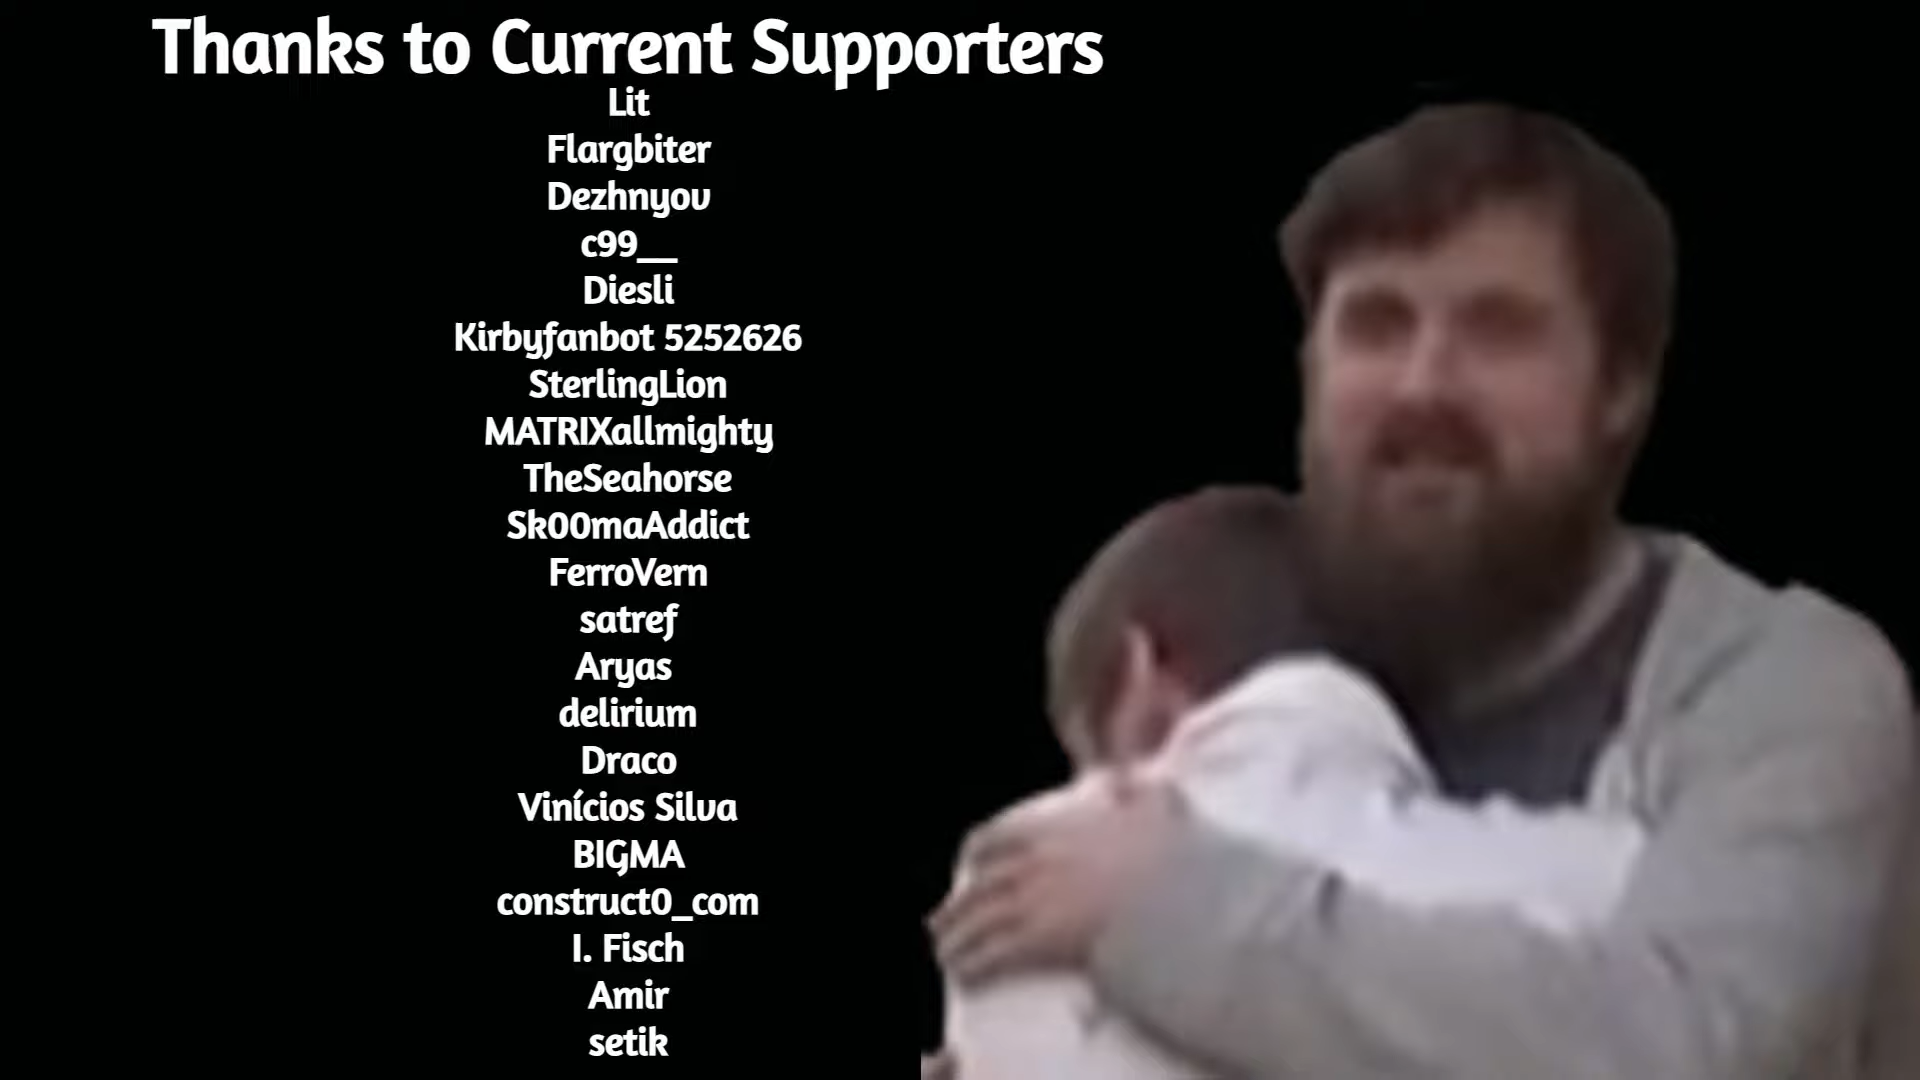 Thanks to Current Supporters
Lit
Flargbiter
Dezhnyov
c99__
Diesli
Kirbyfanbot 5252626
SterlingLion
MATRIXallmighty
TheSeahorse
Sk00maAddict
FerroVern
satref
Aryas
delirium
Draco
Vinícios Silva
BIGMA
construct0_com
I. Fisch
Amir
setik